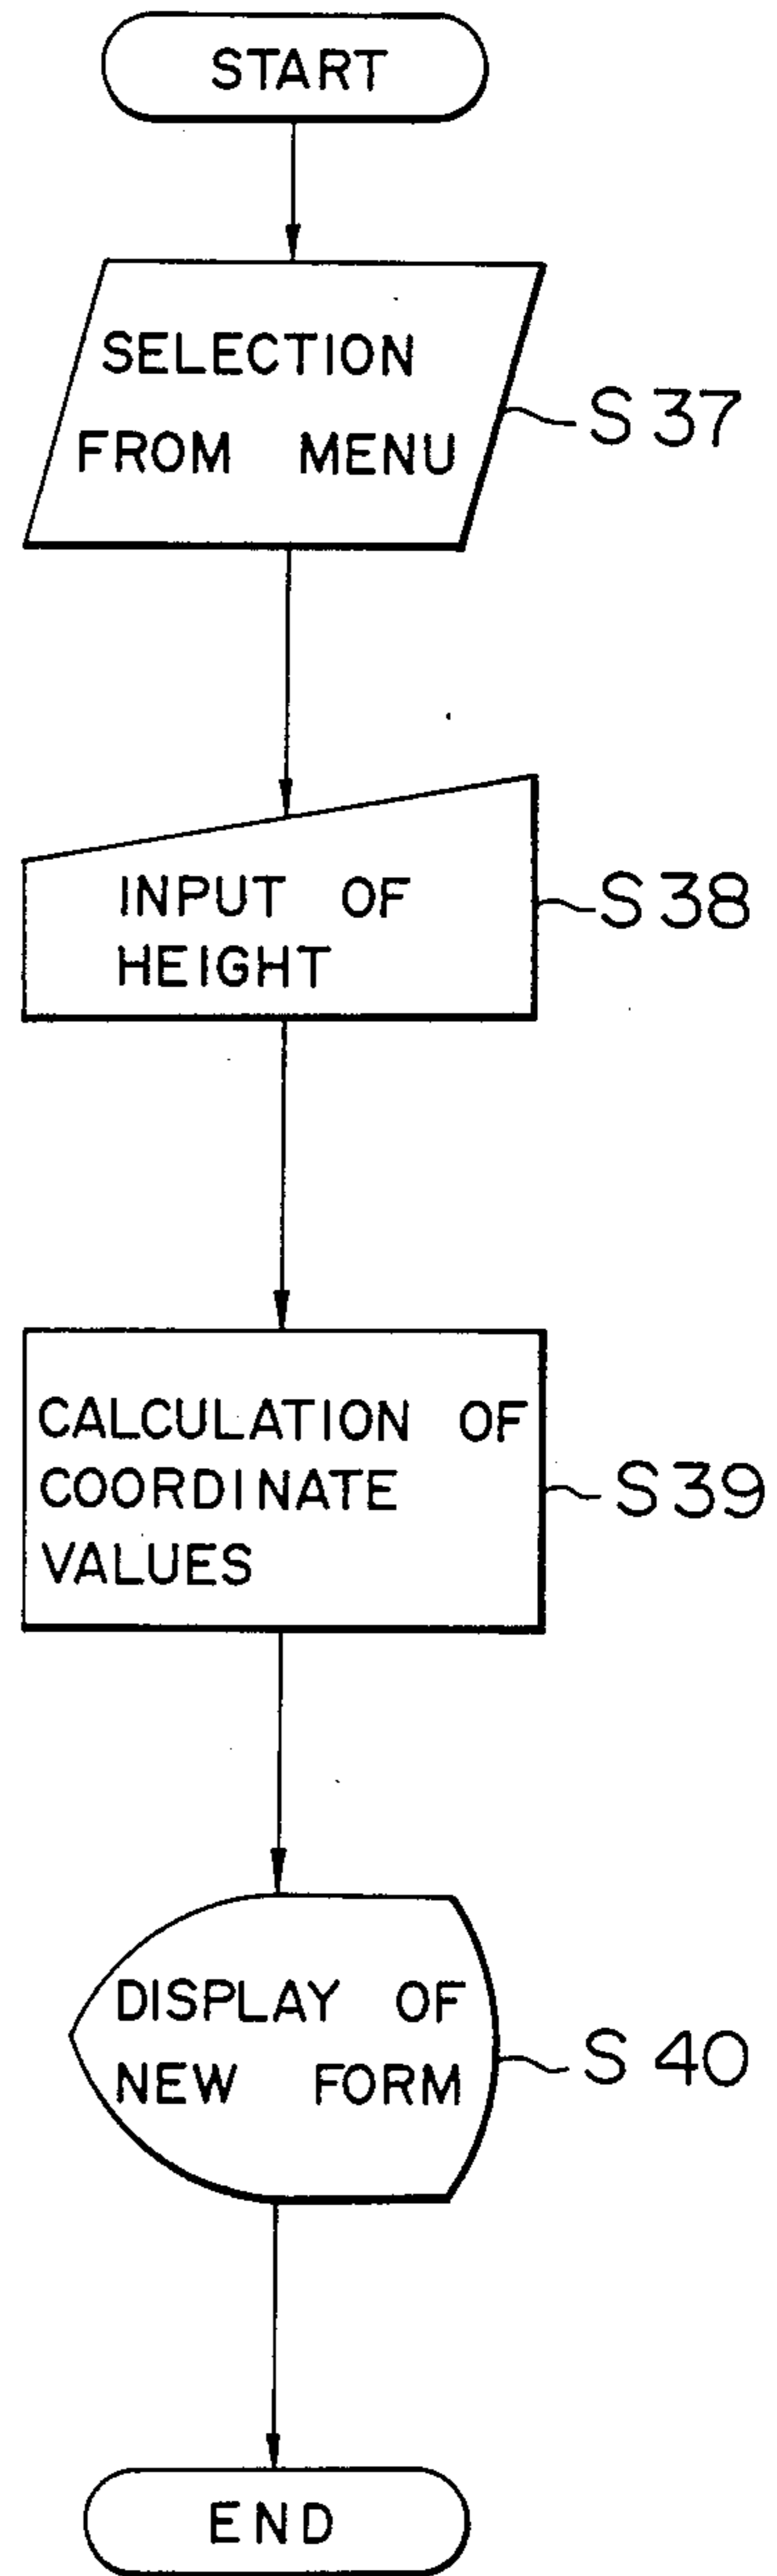 START
SELECTION
FROM MENU
S 37
INPUT OF
HEIGHT
S 38
CALCULATION OF
COORDINATE
VALUES
S 39
DISPLAY OF
NEW FORM
S 40
END